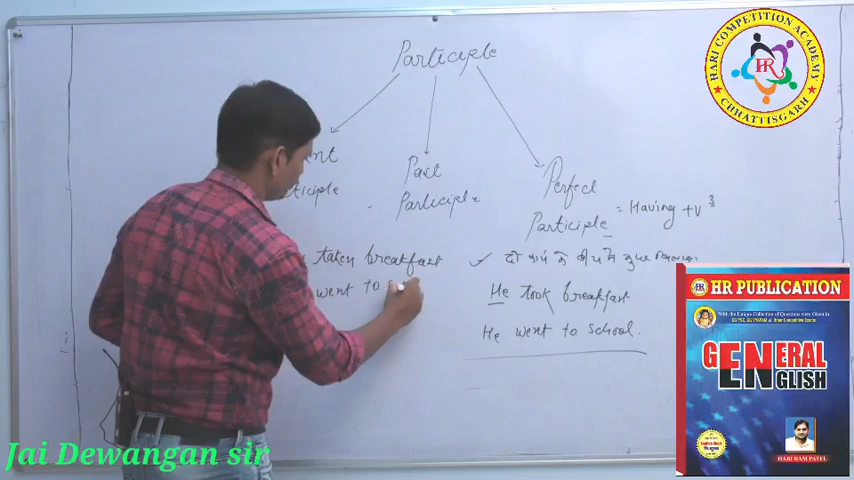 Participle
Past
Participle
Perfect
Participle = Having + V3
taken breakfast
went to
He took breakfast
He went to school.
HARI COMPETITION ACADEMY
HR
CHHATTISGARH
HR PUBLICATION
GENERAL
ENGLISH
HARI RAM PATEL
Jai Dewangan sir